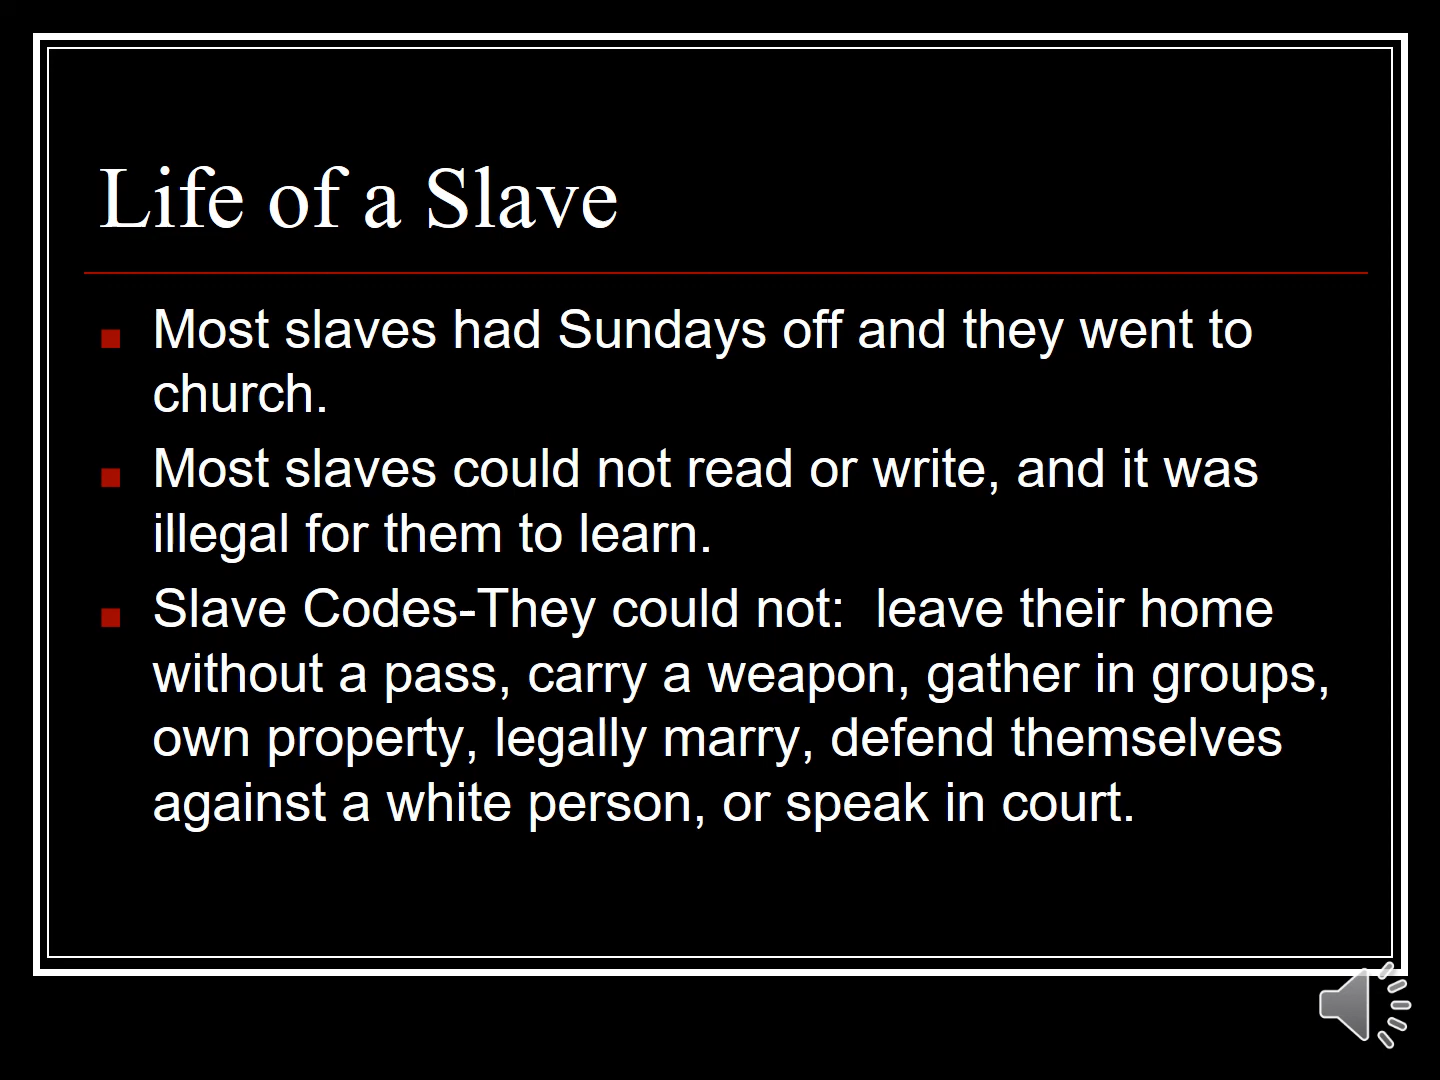 Life of a Slave
Most slaves had Sundays off and they went to
church.
Most slaves could not read or write, and it was
illegal for them to learn.
Slave Codes-They could not:  leave their home
without a pass, carry a weapon, gather in groups,
own property, legally marry, defend themselves
against a white person, or speak in court.